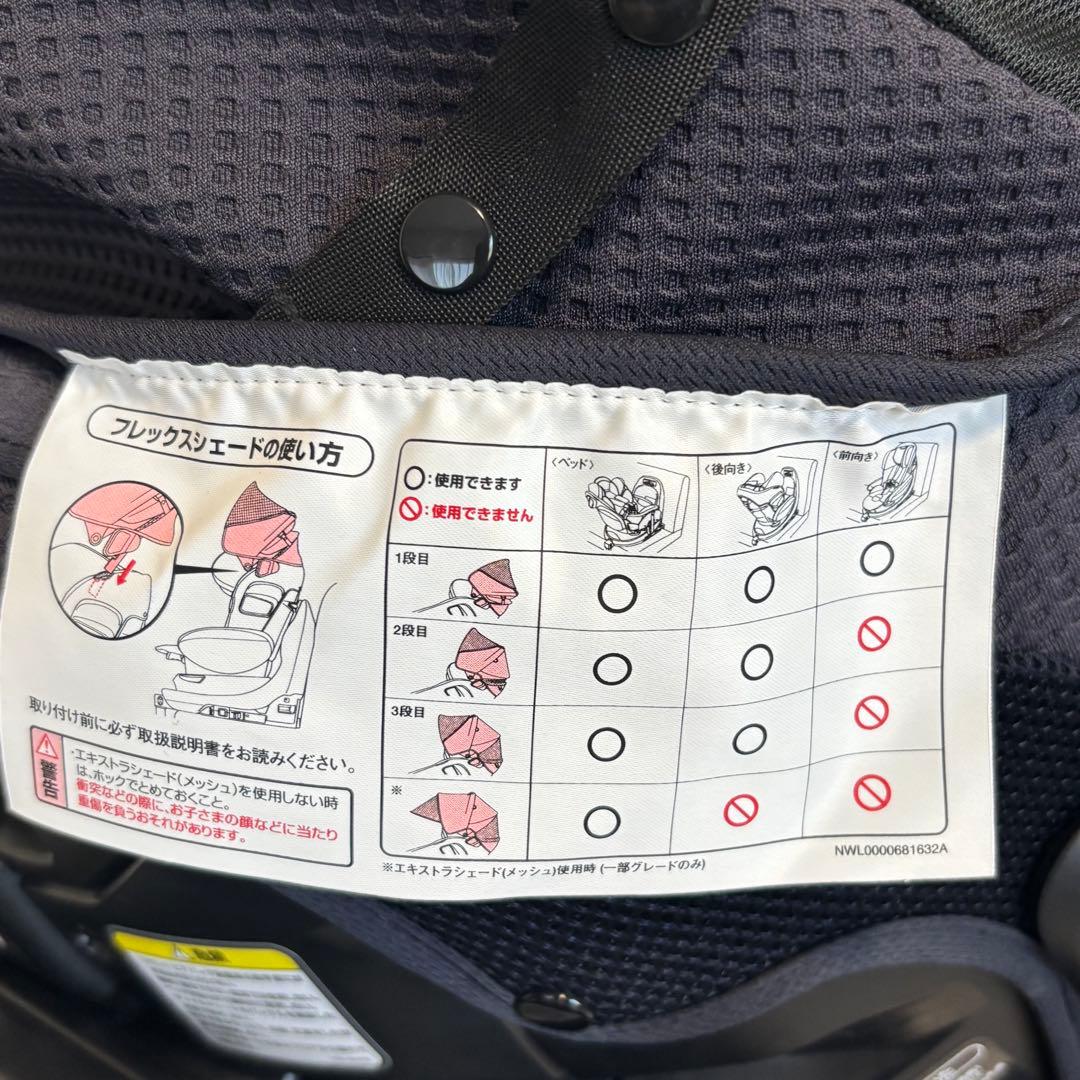 フレックスシェードの使い方
取り付け前に必ず取扱説明書をお読みください。
警告
・エキストラシェード(メッシュ)を使用しない時
は、ホックでとめておくこと。
衝突などの際に、お子さまの顔などに当たり
重傷を負うおそれがあります。
○:使用できます
:使用できません
〈ベッド〉
〈後向き〉
〈前向き〉
1段目
○ ○ ○
2段目
○ ○
3段目
○ ○
※
○
※エキストラシェード(メッシュ)使用時 (一部グレードのみ)
NWL0000681632A